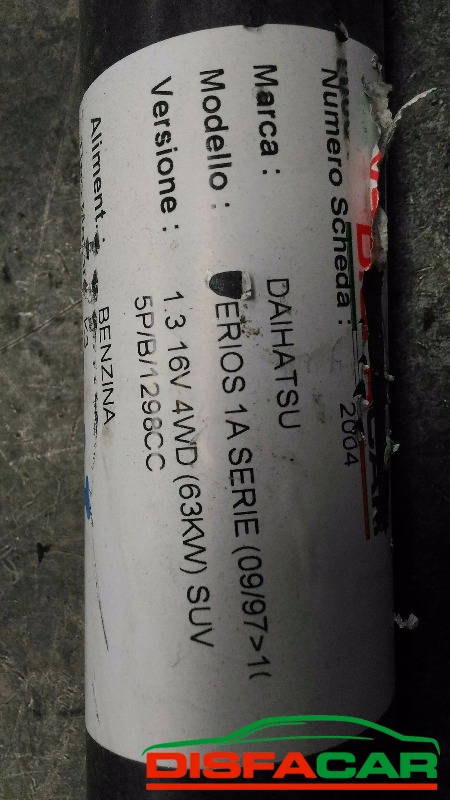 Numero Scheda : 2004
Marca : DAIHATSU
Modello : ERIOS 1A SERIE (09/97>1(
Versione : 1.3 16V 4WD (63KW) SUV
5P/B/1298CC
Aliment. : BENZINA
DISFACAR